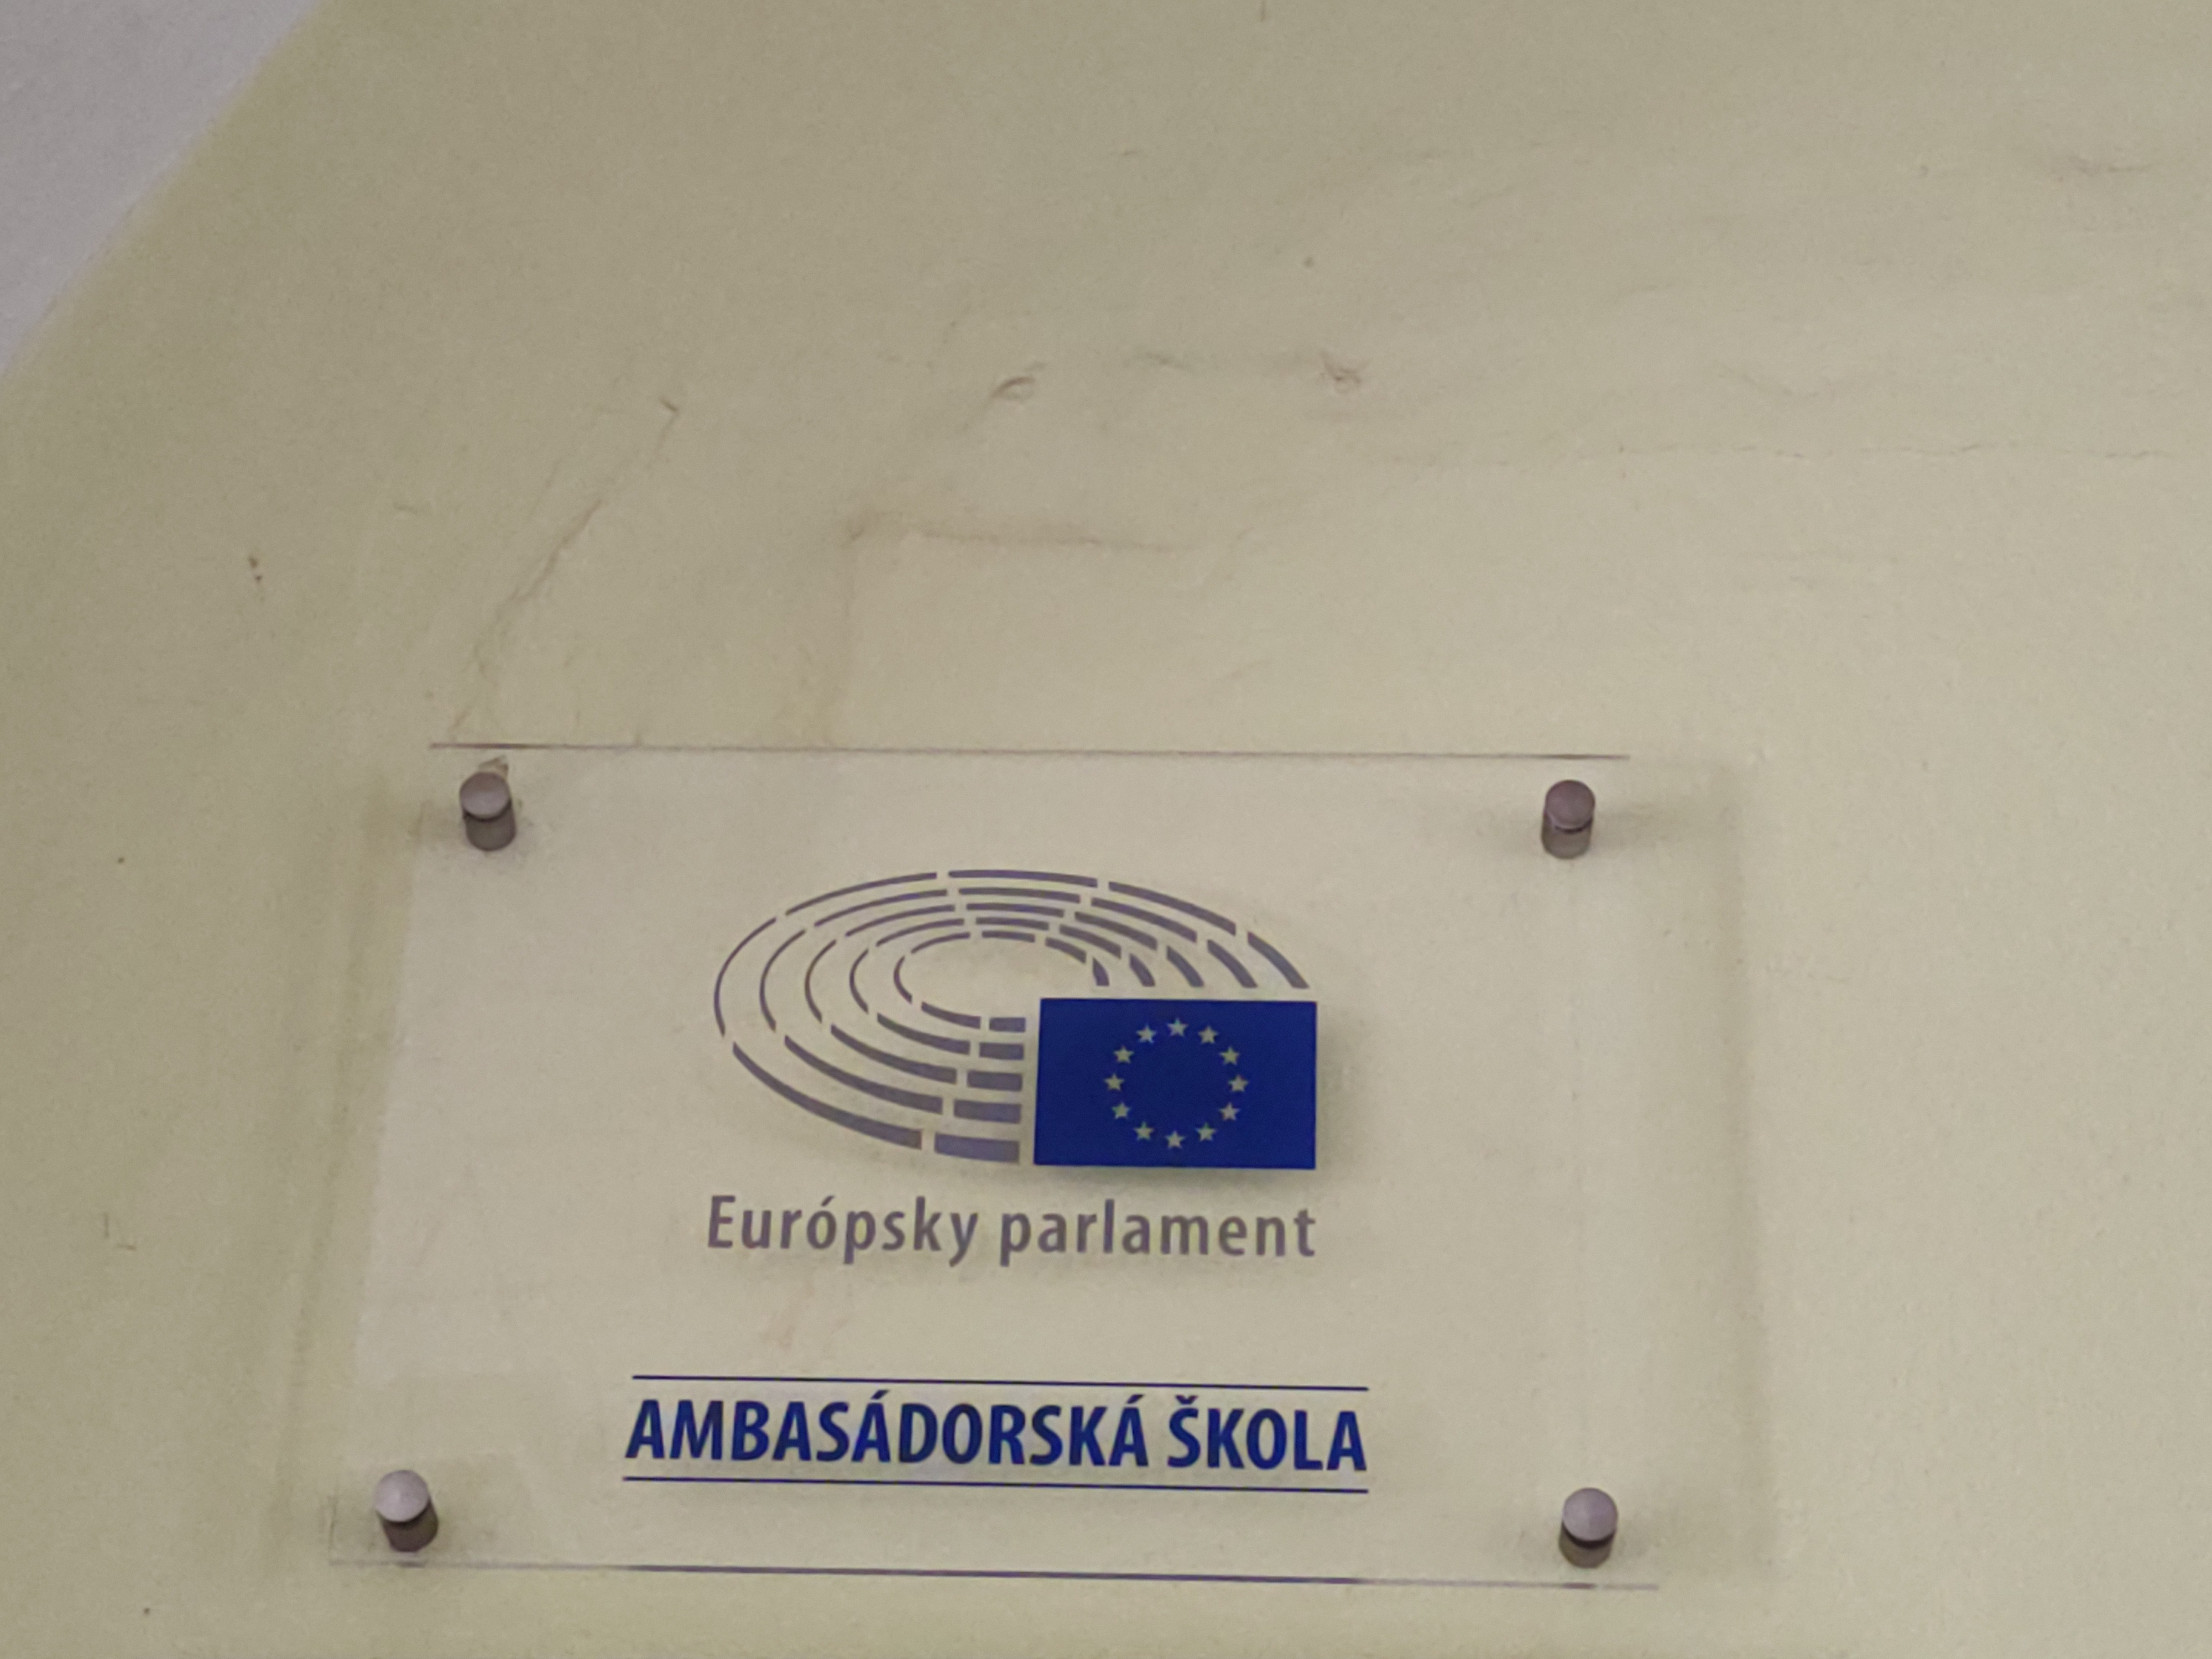 Európsky parlament
AMBASÁDORSKÁ ŠKOLA